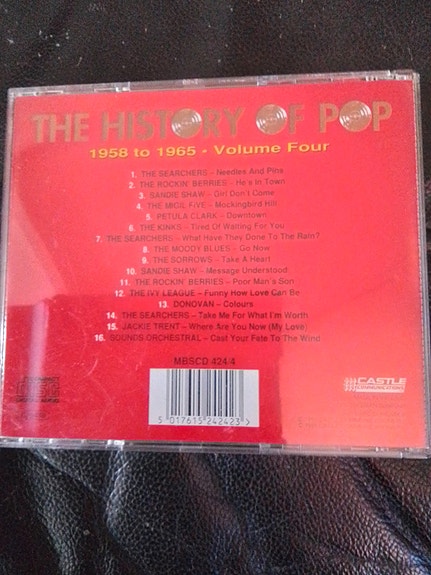 THE HISTORY OF POP
1958 to 1965 - Volume Four
1. THE SEARCHERS – Needles And Pins
2. THE ROCKIN' BERRIES – He's In Town
3. SANDIE SHAW – Girl Don't Come
4. THE MIGIL FIVE – Mockingbird Hill
5. PETULA CLARK – Downtown
6. THE KINKS – Tired Of Waiting For You
7. THE SEARCHERS – What Have They Done To The Rain?
8. THE MOODY BLUES – Go Now
9. THE SORROWS – Take A Heart
10. SANDIE SHAW – Message Understood
11. THE ROCKIN' BERRIES – Poor Man's Son
12. THE IVY LEAGUE – Funny How Love Can Be
13. DONOVAN – Colours
14. THE SEARCHERS – Take Me For What I'm Worth
15. JACKIE TRENT – Where Are You Now (My Love)
16. SOUNDS ORCHESTRAL – Cast Your Fate To The Wind
MBSCD 424/4
CASTLE
5 017615 242423 >